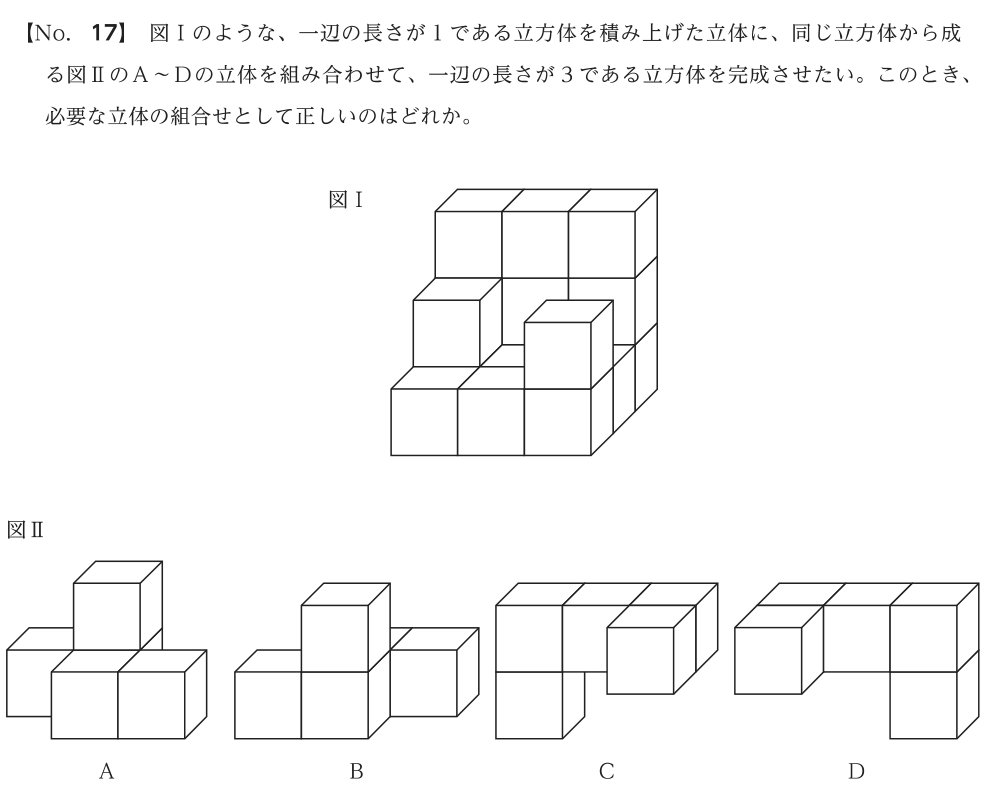 【No. 17】 図Ⅰのような、一辺の長さが1である立方体を積み上げた立体に、同じ立方体から成
る図ⅡのA～Dの立体を組み合わせて、一辺の長さが3である立方体を完成させたい。このとき、
必要な立体の組合せとして正しいのはどれか。
図Ⅰ
図Ⅱ
A B C D